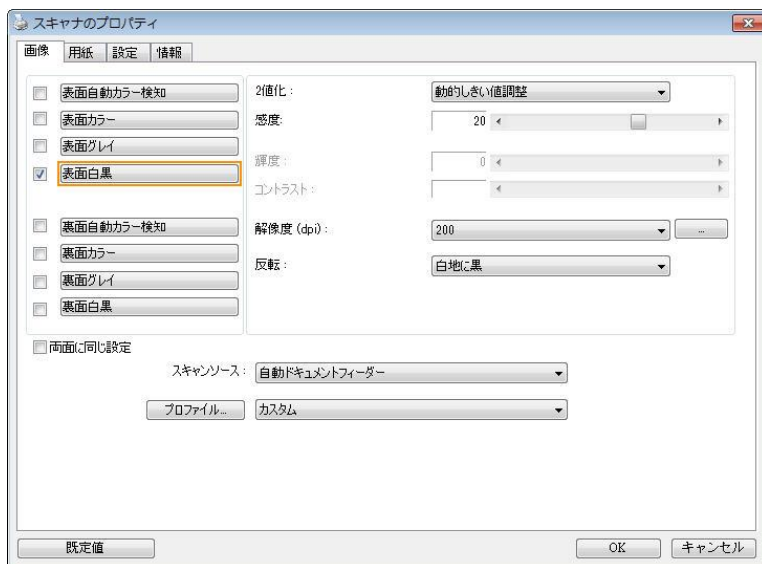 スキャナのプロパティ
画像 用紙 設定 情報
表面自動カラー検知
表面カラー
表面グレイ
表面白黒
裏面自動カラー検知
裏面カラー
裏面グレイ
裏面白黒
2値化： 動的しきい値調整
感度: 20
輝度： 0
コントラスト：
解像度 (dpi)： 200 ...
反転： 白地に黒
両面に同じ設定
スキャンソース： 自動ドキュメントフィーダー
プロファイル... カスタム
既定値 OK キャンセル